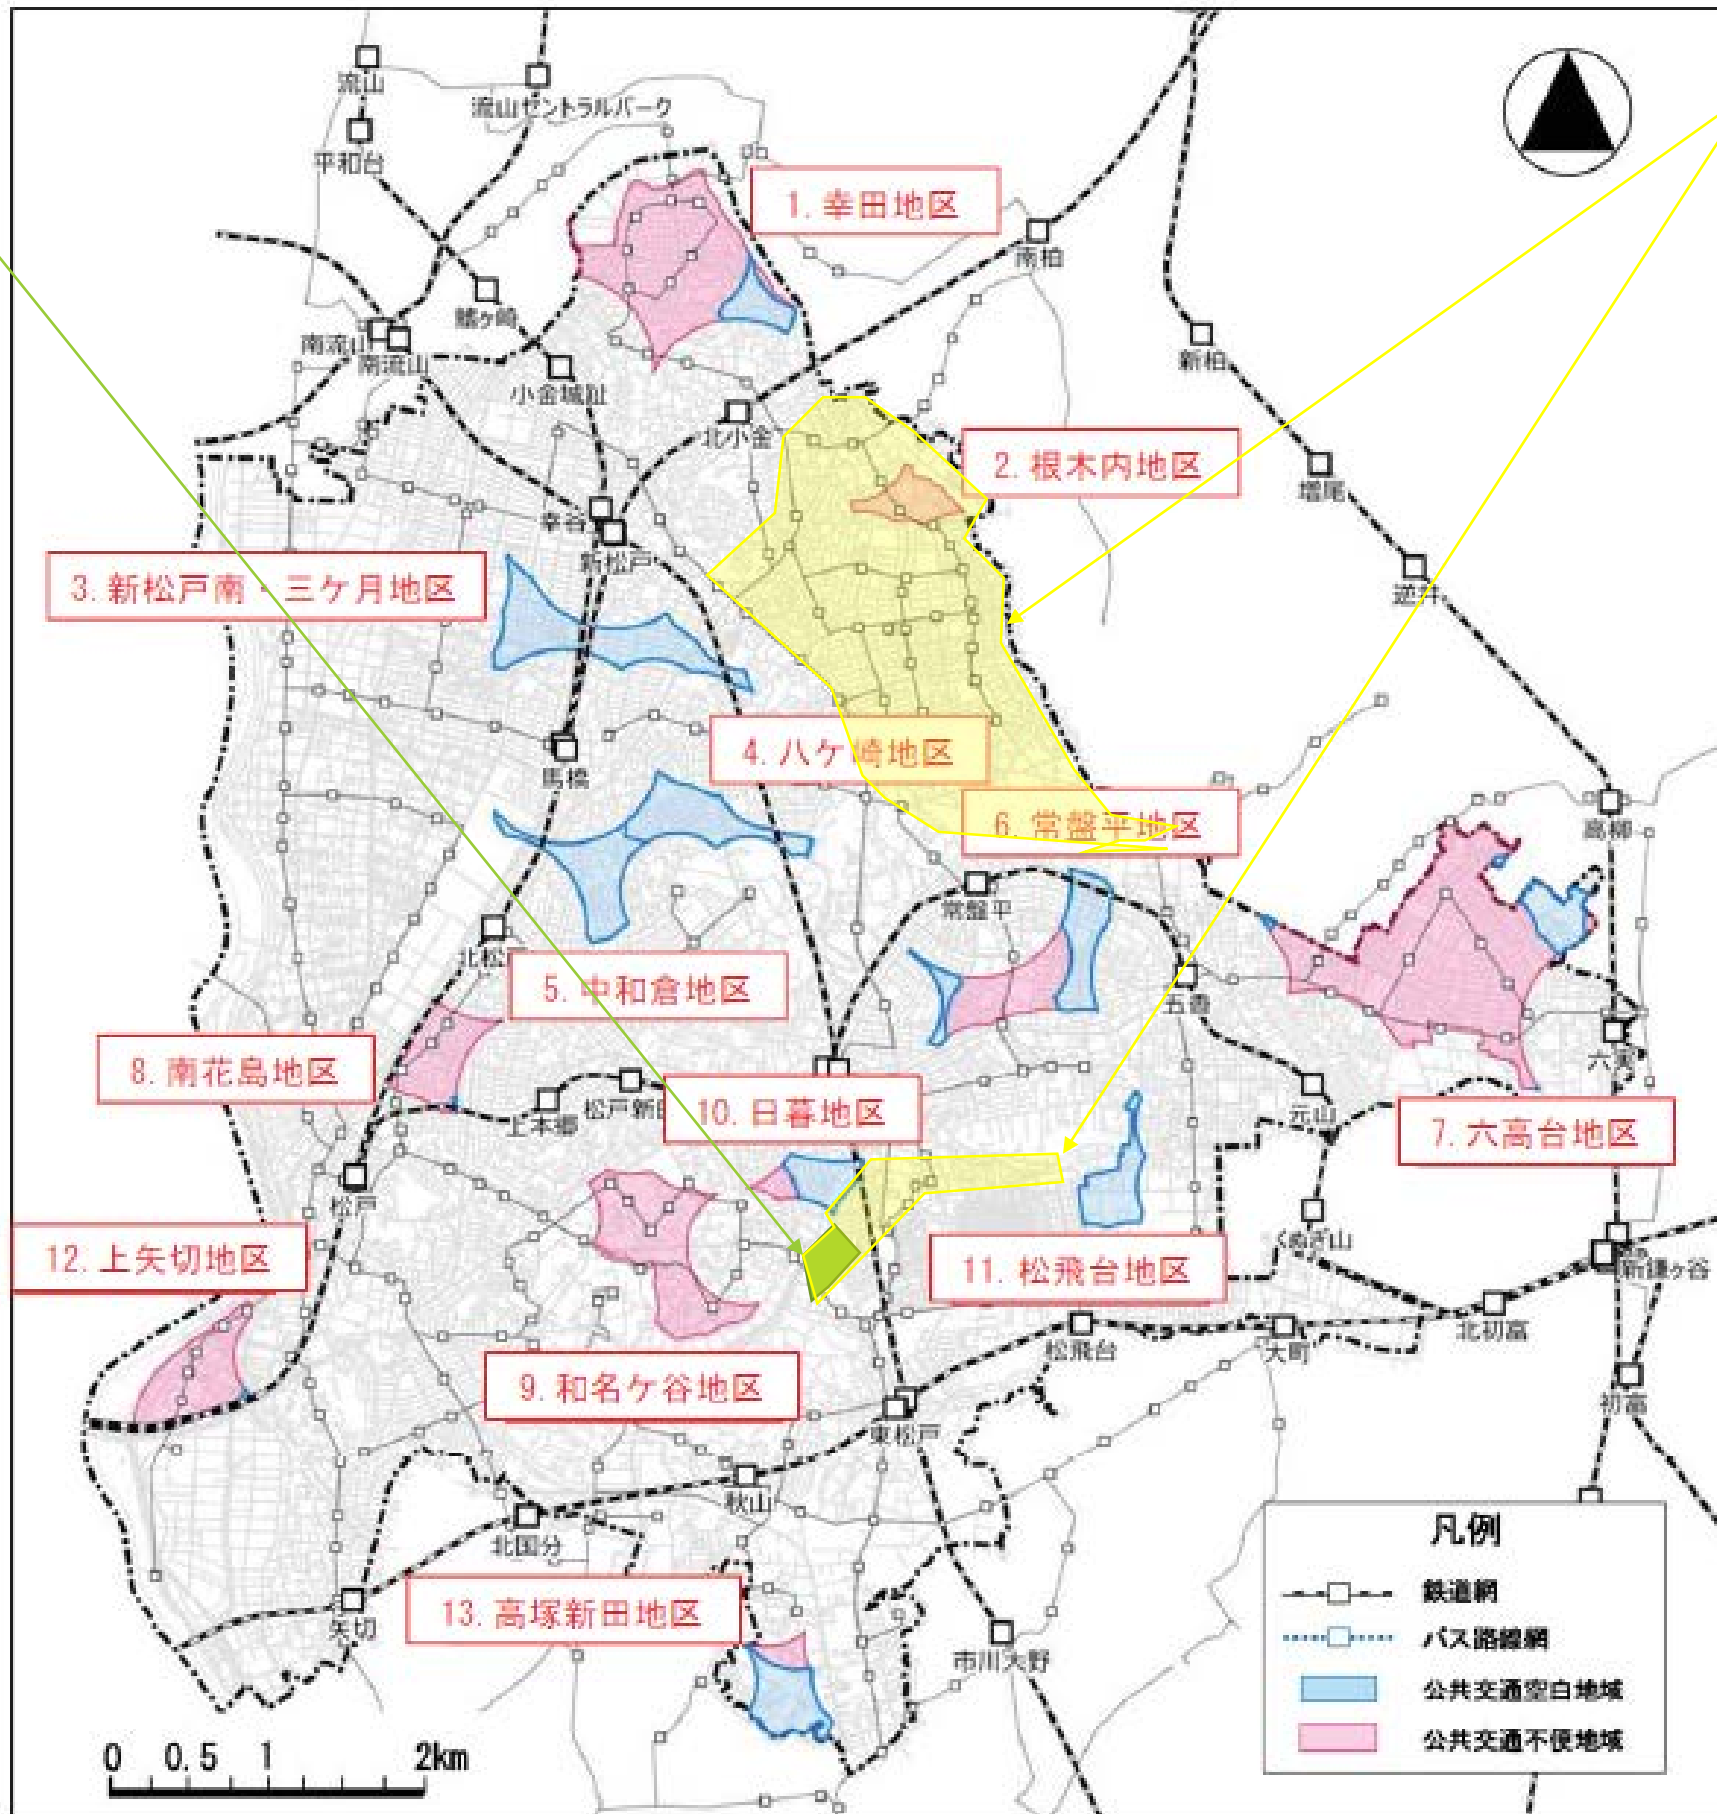 流山
流山セントラルパーク
平和台
1. 幸田地区
南柏
鰭ヶ崎
南流山
南流山
新柏
小金城趾
北小金
2. 根木内地区
増尾
幸谷
新松戸
3. 新松戸南・三ケ月地区
逆井
4. 八ケ崎地区
馬橋
6. 常盤平地区
高柳
常盤平
北松戸
5. 中和倉地区
五香
8. 南花島地区
六実
松戸新田
上本郷
10. 日暮地区
元山
7. 六高台地区
松戸
くぬぎ山
12. 上矢切地区
11. 松飛台地区
新鎌ヶ谷
北初富
松飛台
大町
9. 和名ケ谷地区
初富
東松戸
秋山
北国分
凡例
鉄道網
13. 高塚新田地区
矢切
バス路線網
市川大野
公共交通空白地域
公共交通不便地域
0 0.5 1 2km